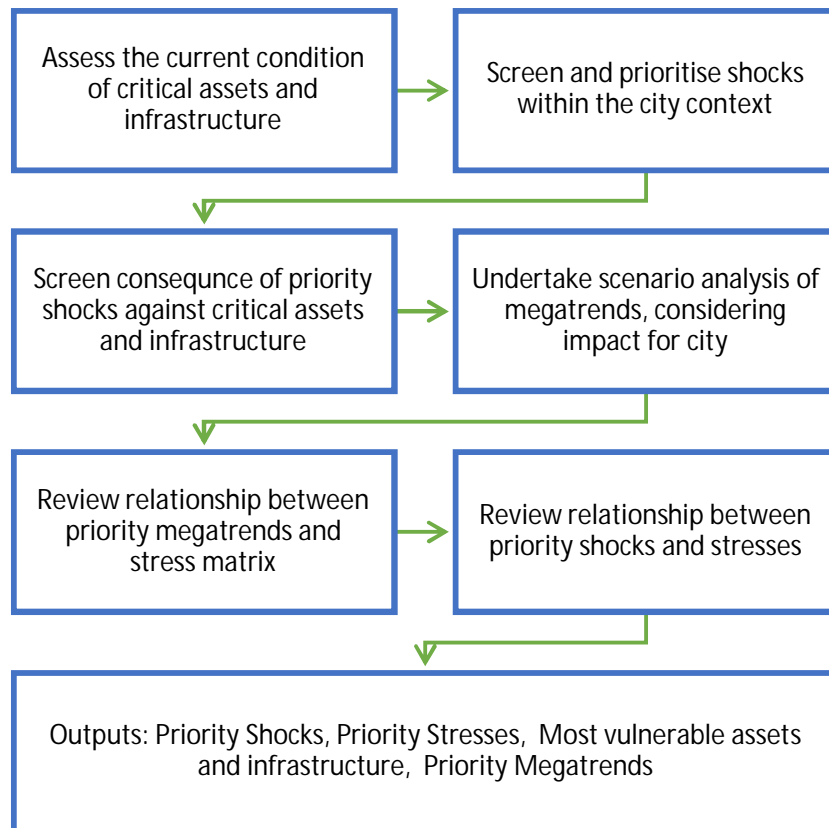 Assess the current condition
of critical assets and
infrastructure
Screen and prioritise shocks
within the city context
Screen consequnce of priority
shocks against critical assets
and infrastructure
Undertake scenario analysis of
megatrends, considering
impact for city
Review relationship between
priority megatrends and
stress matrix
Review relationship between
priority shocks and stresses
Outputs: Priority Shocks, Priority Stresses, Most vulnerable assets
and infrastructure, Priority Megatrends